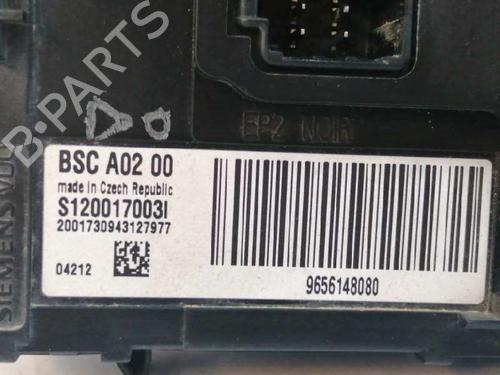 B-PARTS
EP2 NOIR
SIEMENS VDO
BSC A02 00
made in Czech Republic
S120017003I
2001730943127977
04212
9656148080